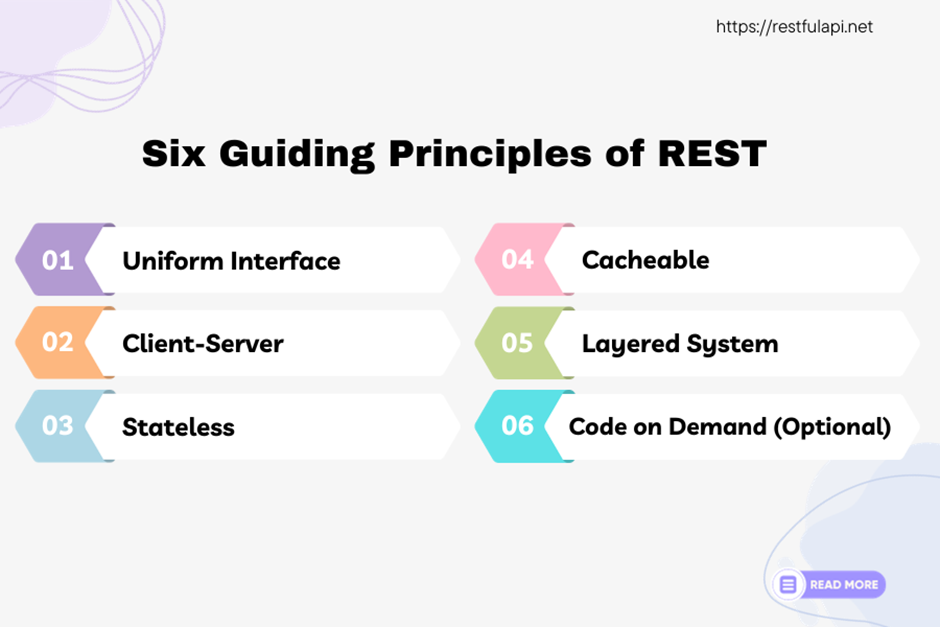 https://restfulapi.net
Six Guiding Principles of REST
01 Uniform Interface
02 Client-Server
03 Stateless
04 Cacheable
05 Layered System
06 Code on Demand (Optional)
READ MORE